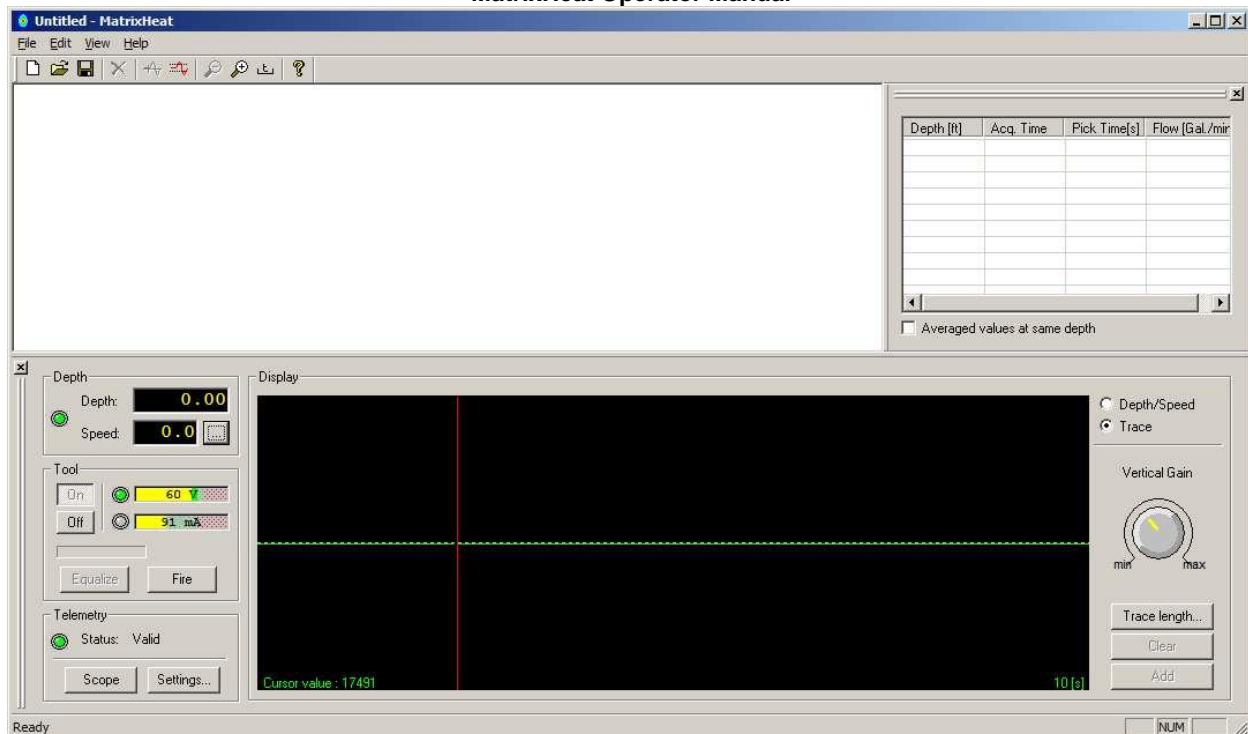 MatrixHeat Operator Manual
Untitled - MatrixHeat
File Edit View Help
Depth [ft] Acq. Time Pick Time[s] Flow [Gal./mir
Averaged values at same depth
Depth
Depth: 0.00
Speed: 0.0 ...
Tool
On 60 V
Off 91 mA
Equalize Fire
Telemetry
Status: Valid
Scope Settings...
Display
Cursor value : 17491 10 [s]
Depth/Speed
Trace
Vertical Gain
min max
Trace length...
Clear
Add
Ready NUM